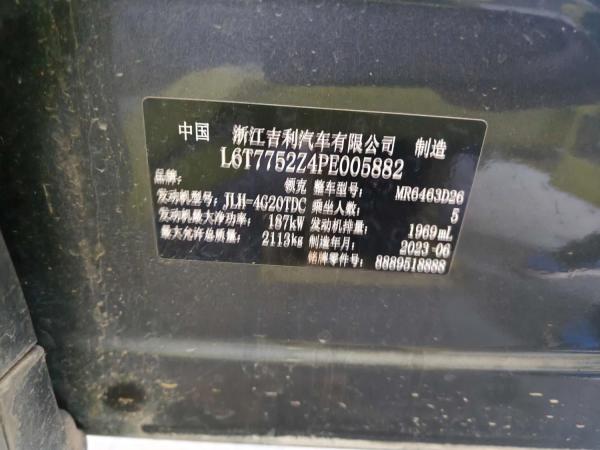 中国 浙江吉利汽车有限公司 制造
L6T7752Z4PE005882
品牌: 领克 整车型号: MR6463D26
发动机型号: JLH-4G20TDC 乘坐人数: 5
发动机最大净功率: 187kW 发动机排量: 1969mL
最大允许总质量: 2113kg 制造年月: 2023-06
铭牌零件号: 8889518888